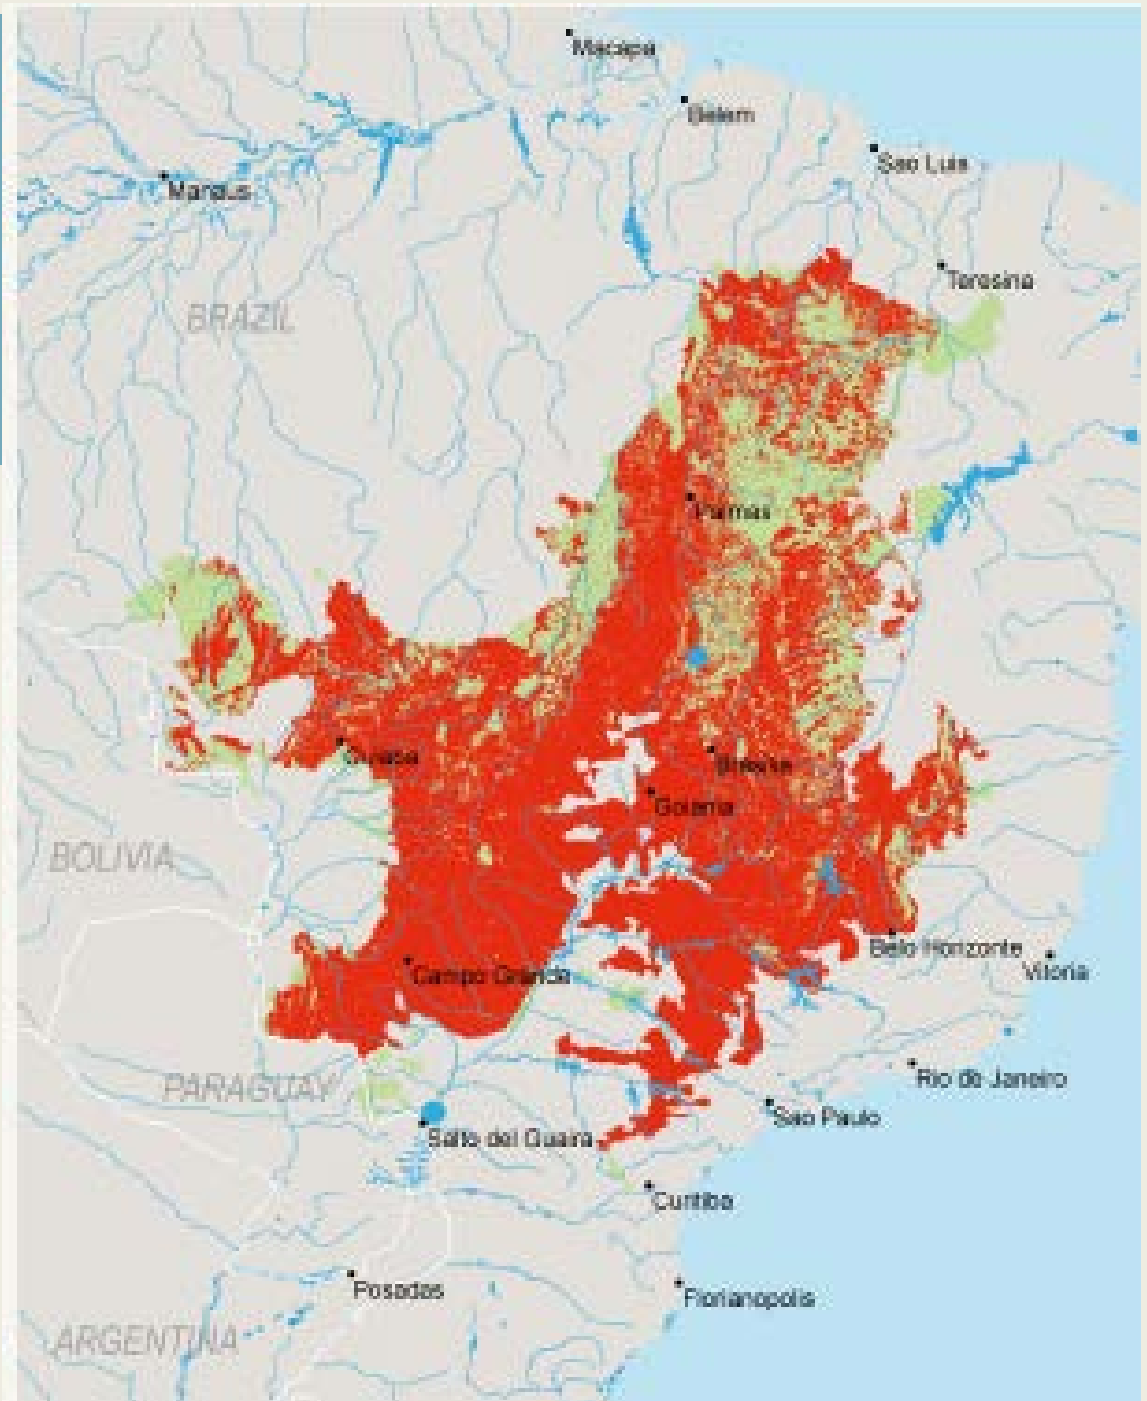 Macapa
Belem
Sao Luis
Manaus
Teresina
BRAZIL
Palmas
Cuiaba
Brasilia
Goiania
BOLIVIA
Belo Horizonte
Vitoria
Campo Grande
PARAGUAY
Rio de Janeiro
Sao Paulo
Salto del Guaira
Curitiba
Posadas
Florianopolis
ARGENTINA